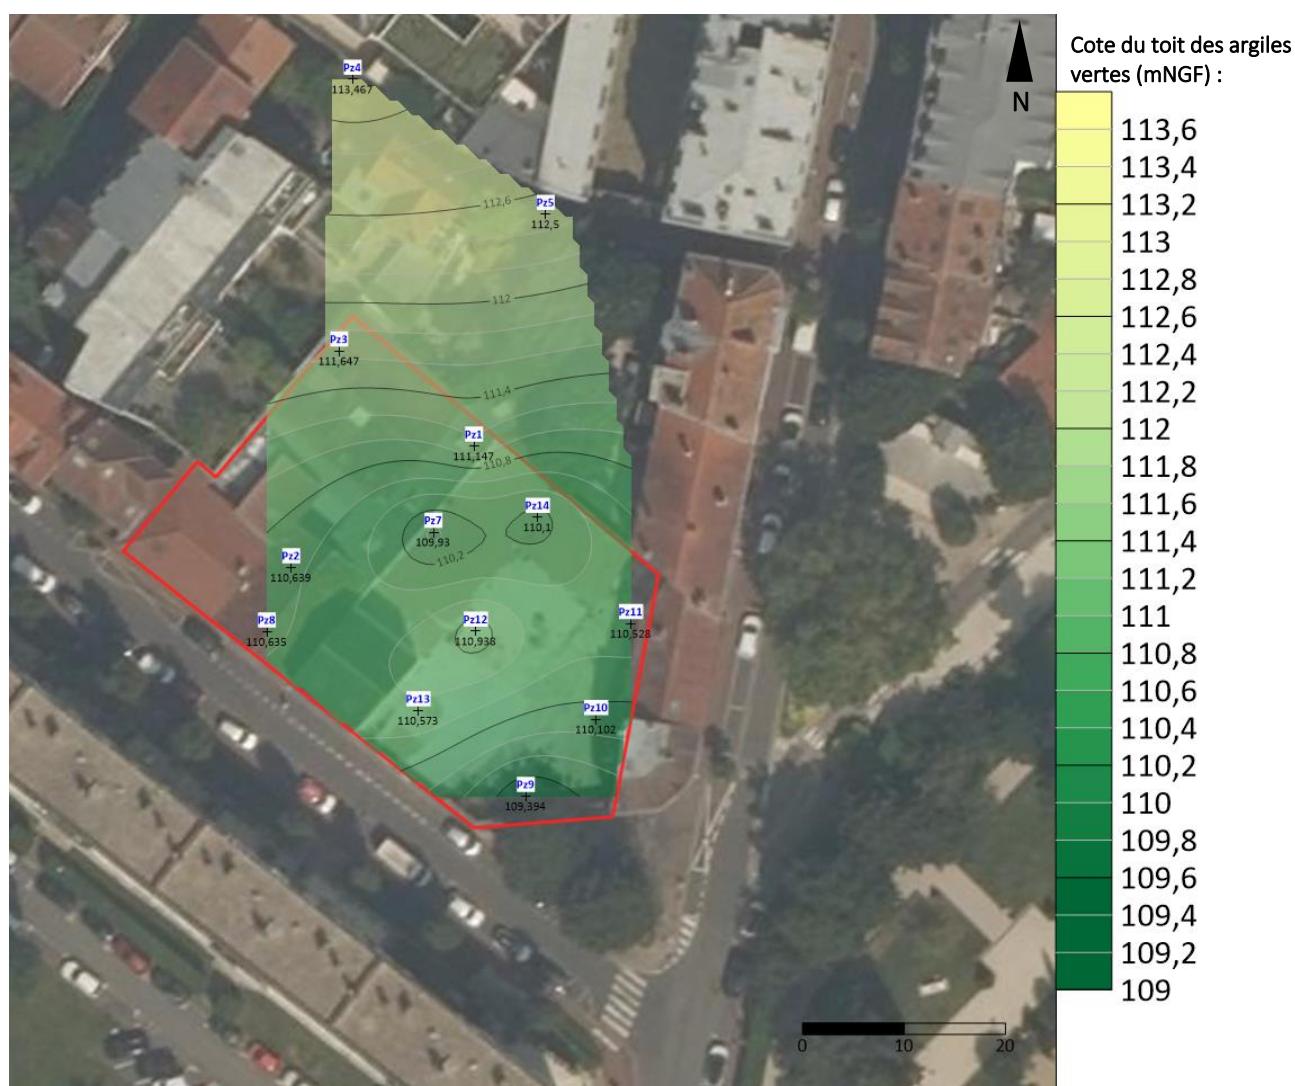 Cote du toit des argiles
vertes (mNGF) :
N
113,6
113,4
113,2
113
112,8
112,6
112,4
112,2
112
111,8
111,6
111,4
111,2
111
110,8
110,6
110,4
110,2
110
109,8
109,6
109,4
109,2
109
Pz4
113,467
112,6
Pz5
112,5
112
Pz3
111,647
111,4
Pz1
111,147
110,8
Pz14
110,1
Pz7
109,93
110,2
Pz2
110,639
Pz8
110,635
Pz12
110,938
Pz11
110,528
Pz13
110,573
Pz10
110,102
Pz9
109,394
0 10 20